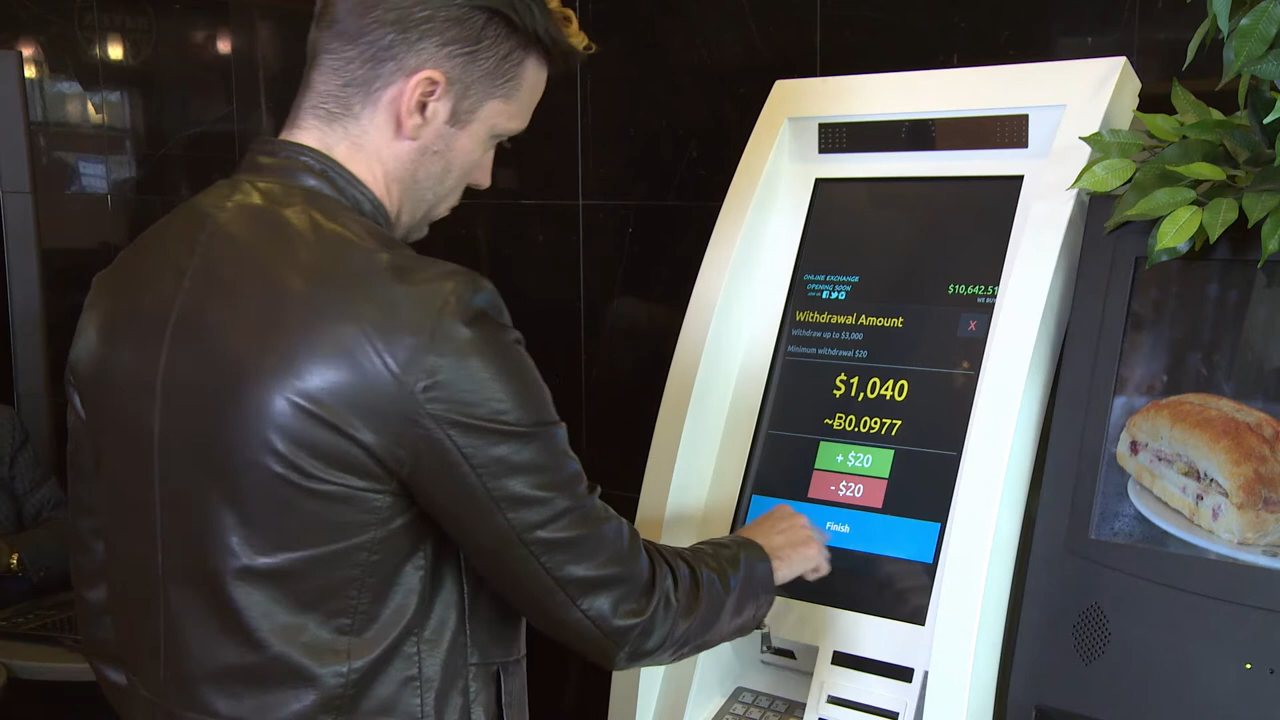 ONLINE EXCHANGE
OPENING SOON
$10,642.51
WE BUY
Withdrawal Amount
X
Withdraw up to $3,000
Minimum withdrawal $20
$1,040
~Ƀ0.0977
+ $20
- $20
Finish